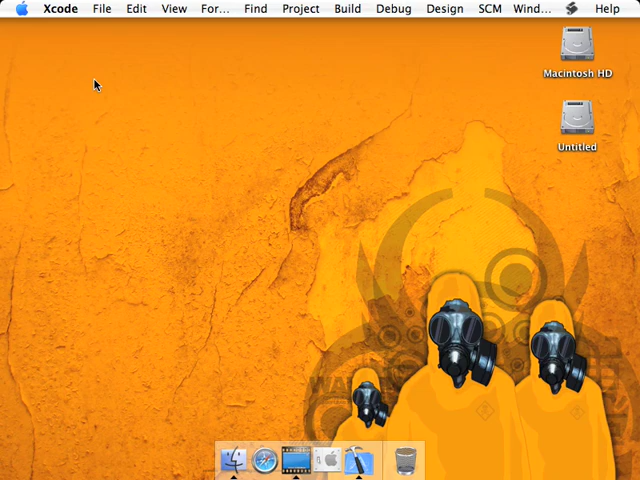 Xcode File Edit View For... Find Project Build Debug Design SCM Wind... Help
Macintosh HD
Untitled